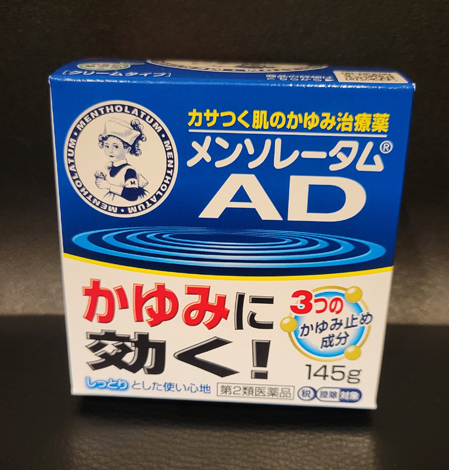 (クリームタイプ)
MENTHOLATUM・MENTHOLATUM・MENTHOLATUM・MENTHOLATUM・
カサつく肌のかゆみ治療薬
メンソレータム®
AD
かゆみに
効く!
3つの
かゆみ止め
成分
145g
しっとりとした使い心地
第2類医薬品
税 控除 対象